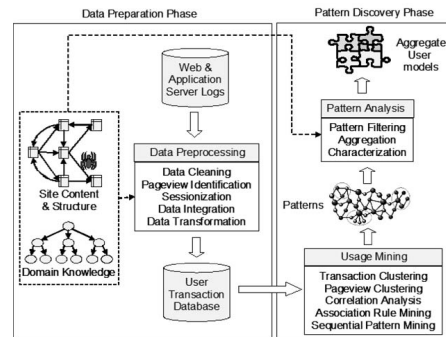 Data Preparation Phase
Web &
Application
Server Logs
Data Preprocessing
Data Cleaning
Pageview Identification
Sessionization
Data Integration
Data Transformation
Site Content
& Structure
Domain Knowledge
User
Transaction
Database
Pattern Discovery Phase
Aggregate
User
models
Pattern Analysis
Pattern Filtering
Aggregation
Characterization
Patterns
Usage Mining
Transaction Clustering
Pageview Clustering
Correlation Analysis
Association Rule Mining
Sequential Pattern Mining